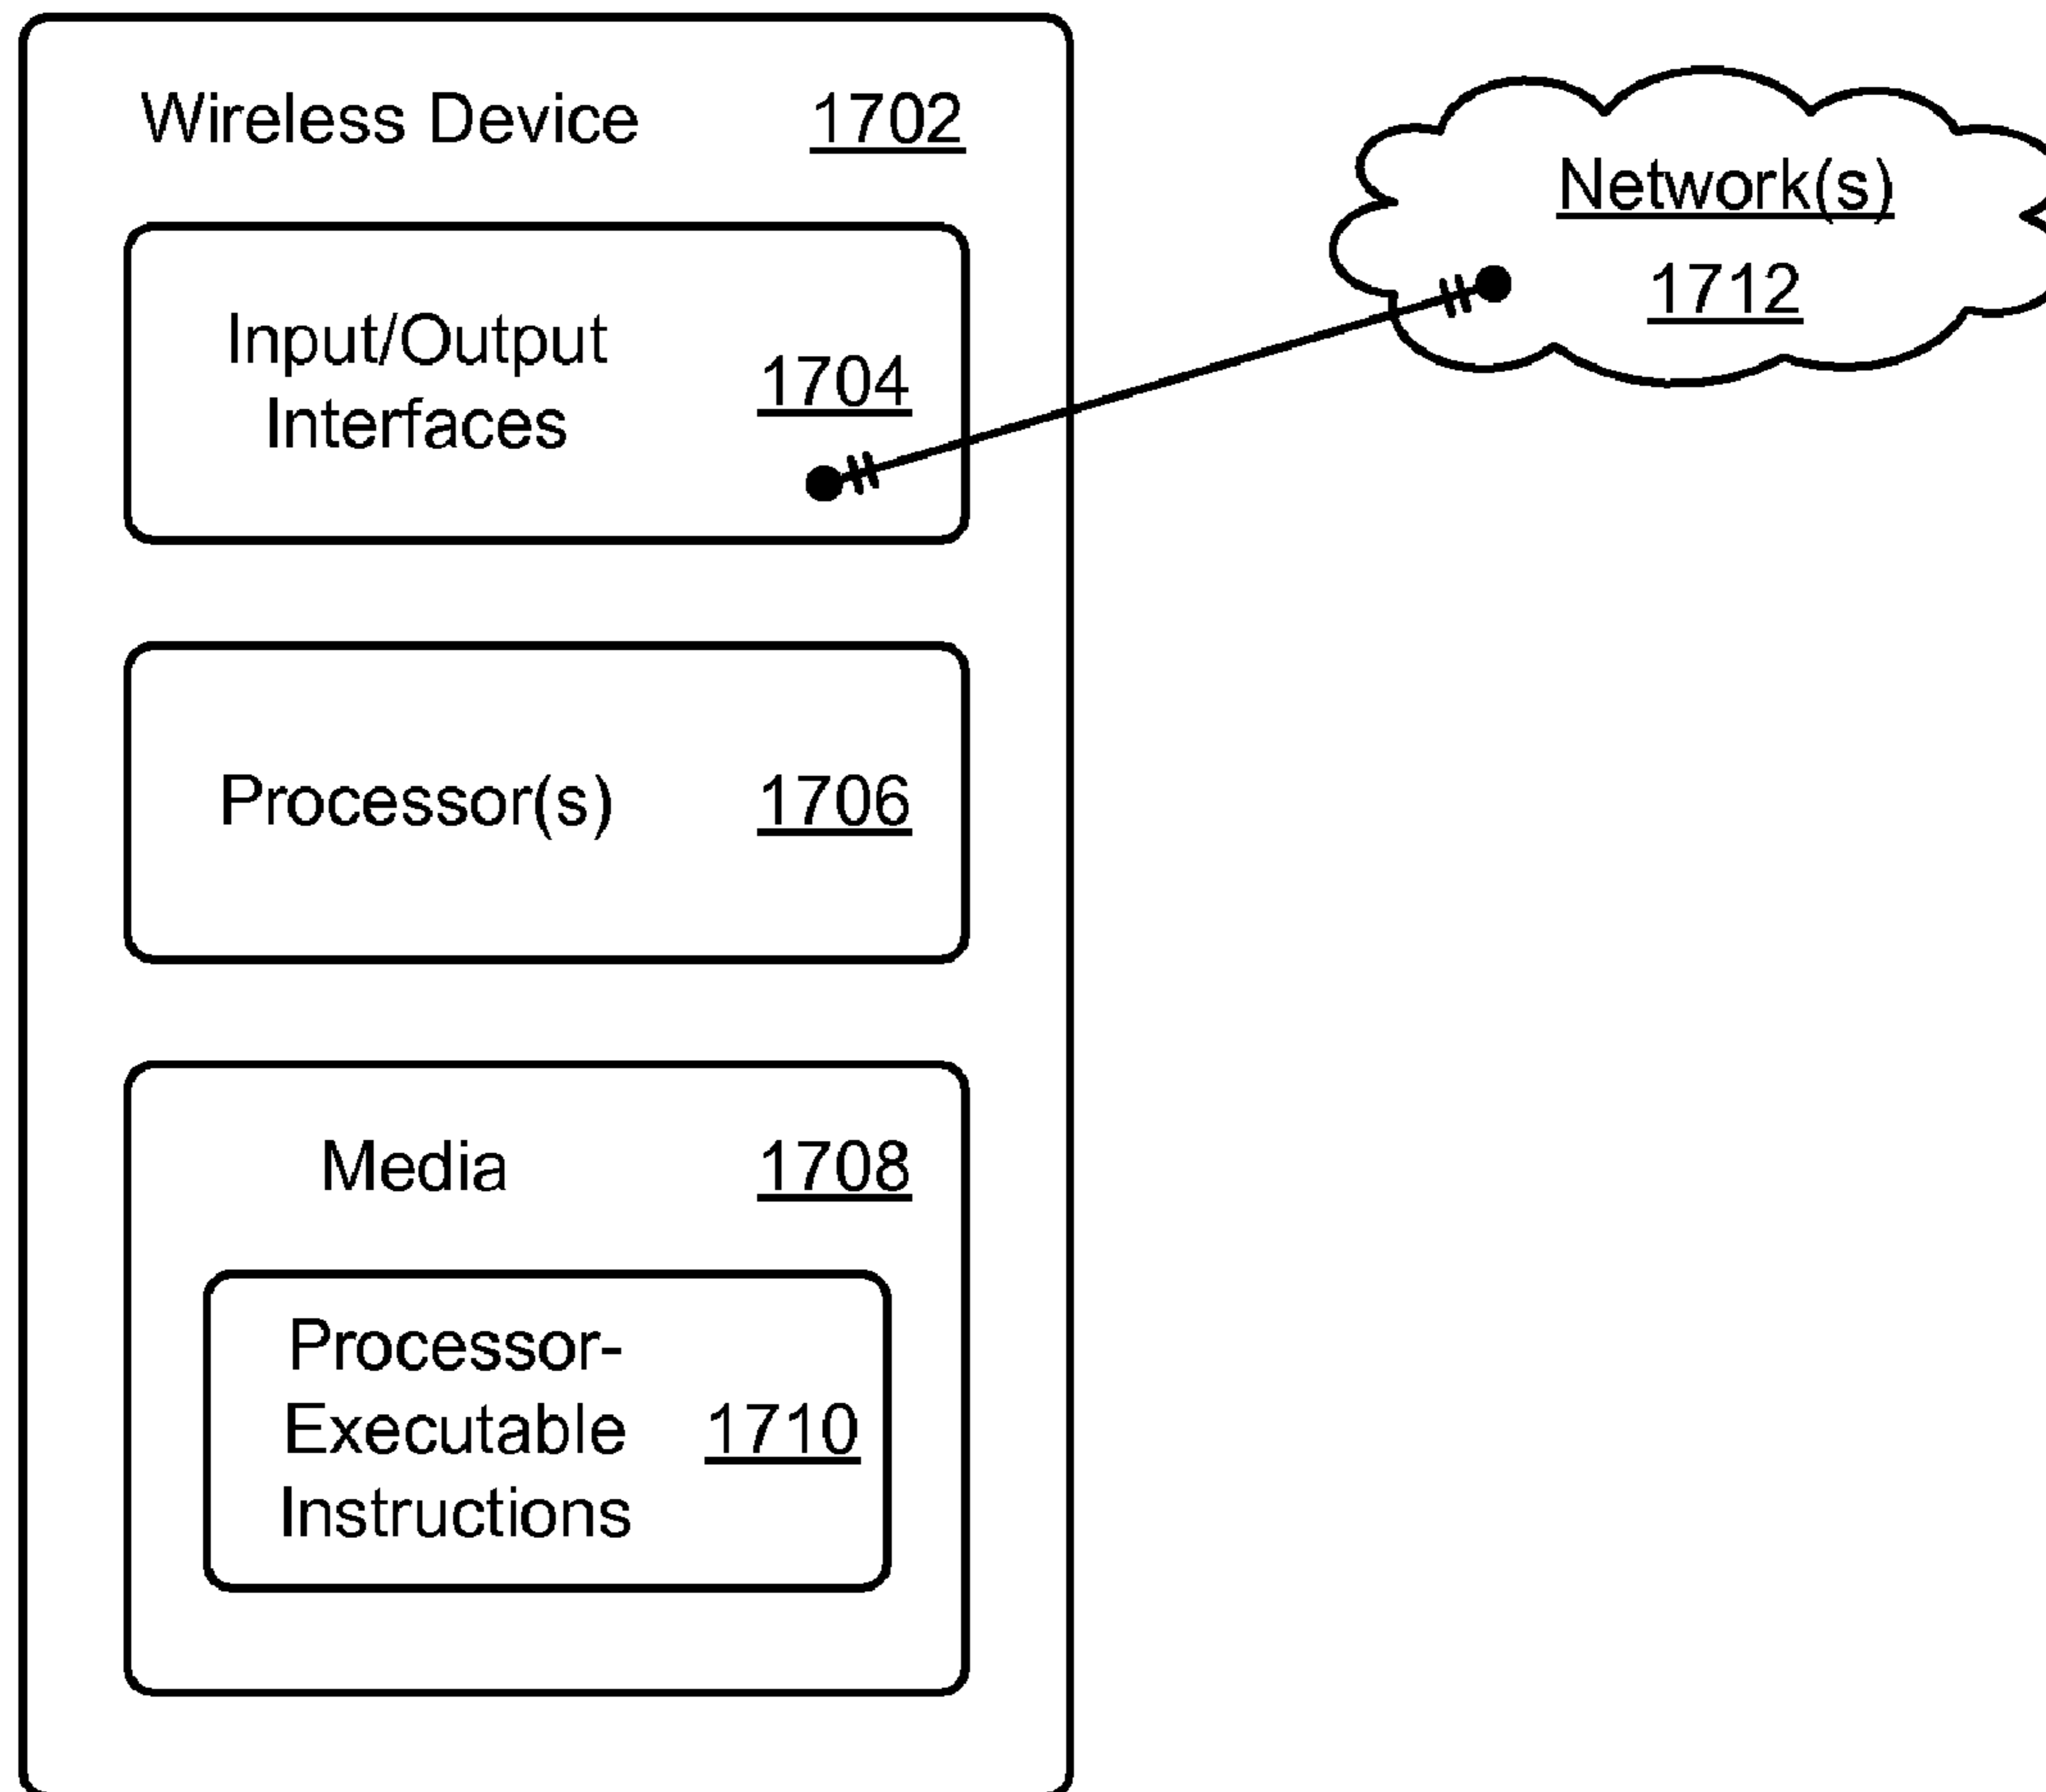 Wireless Device 1702
Network(s)
1712
Input/Output
Interfaces
1704
Processor(s) 1706
Media 1708
Processor-
Executable
Instructions
1710